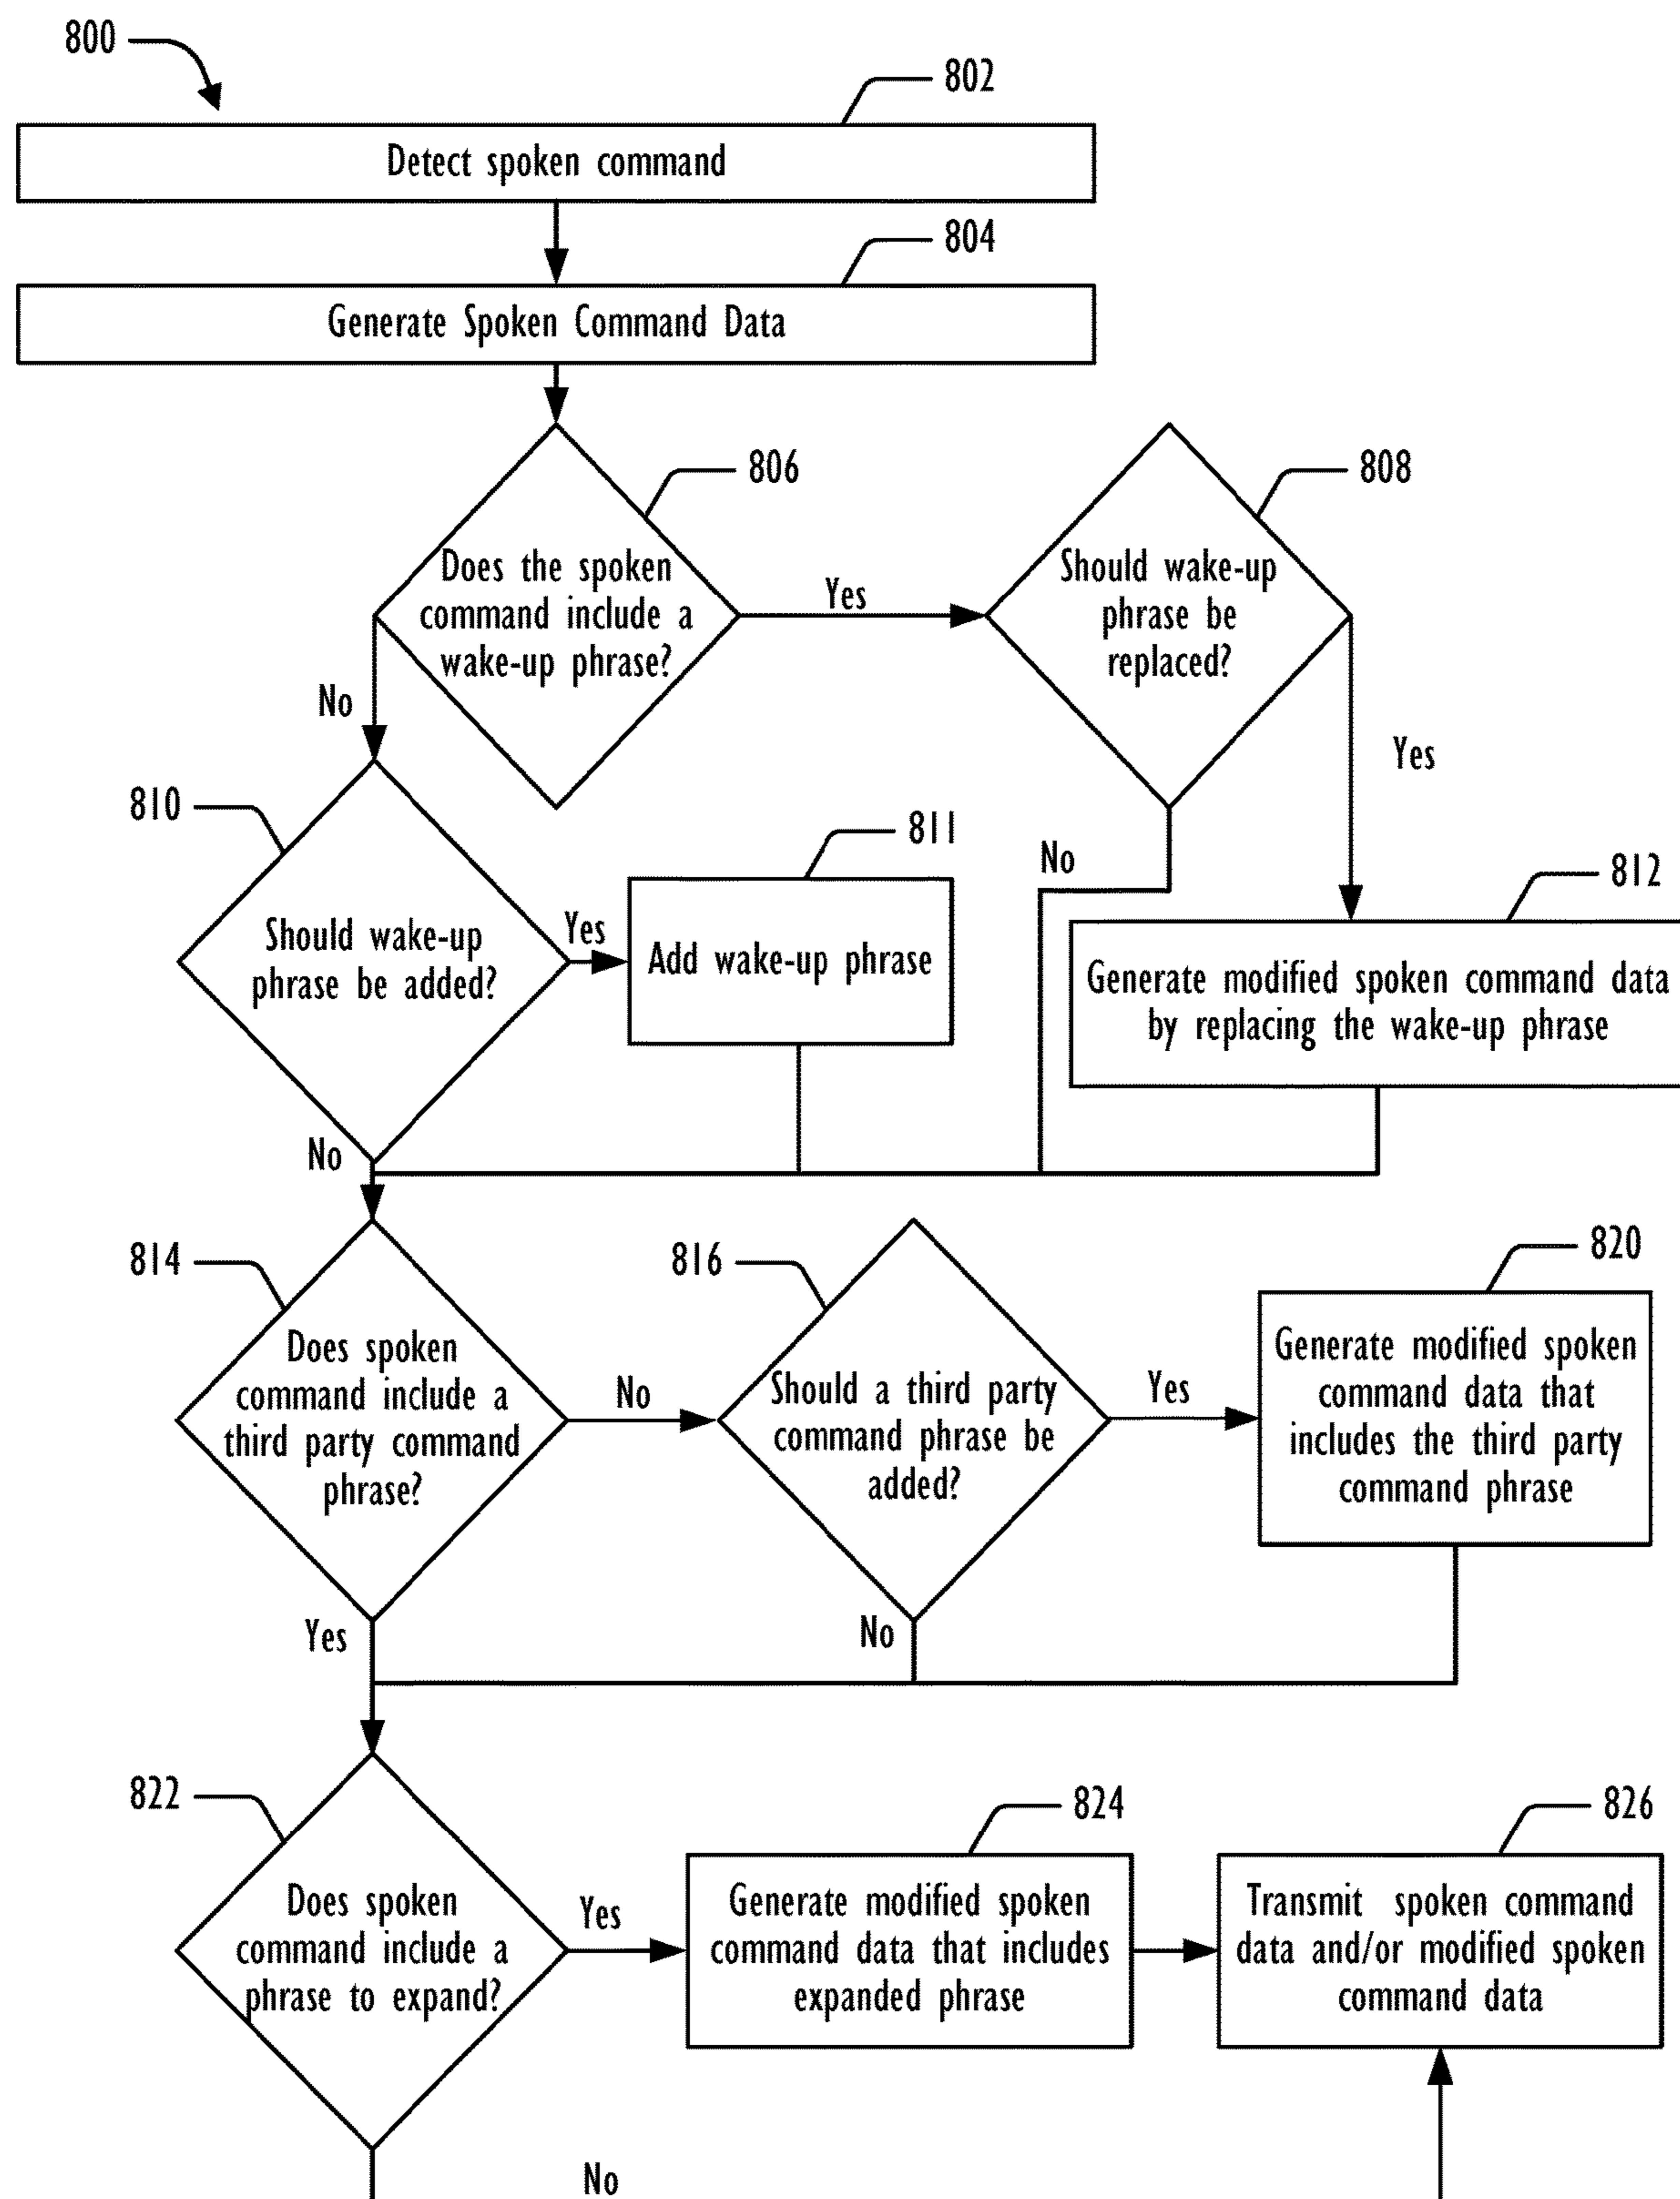 800
802
Detect spoken command
804
Generate Spoken Command Data
806
Does the spoken
command include a
wake-up phrase?
Yes
808
Should wake-up
phrase be
replaced?
No
Yes
810
Should wake-up
phrase be added?
Yes
811
Add wake-up phrase
No
812
Generate modified spoken command data
by replacing the wake-up phrase
No
814
Does spoken
command include a
third party command
phrase?
No
816
Should a third party
command phrase be
added?
Yes
820
Generate modified spoken
command data that
includes the third party
command phrase
Yes
No
822
Does spoken
command include a
phrase to expand?
Yes
824
Generate modified spoken
command data that includes
expanded phrase
826
Transmit spoken command
data and/or modified spoken
command data
No